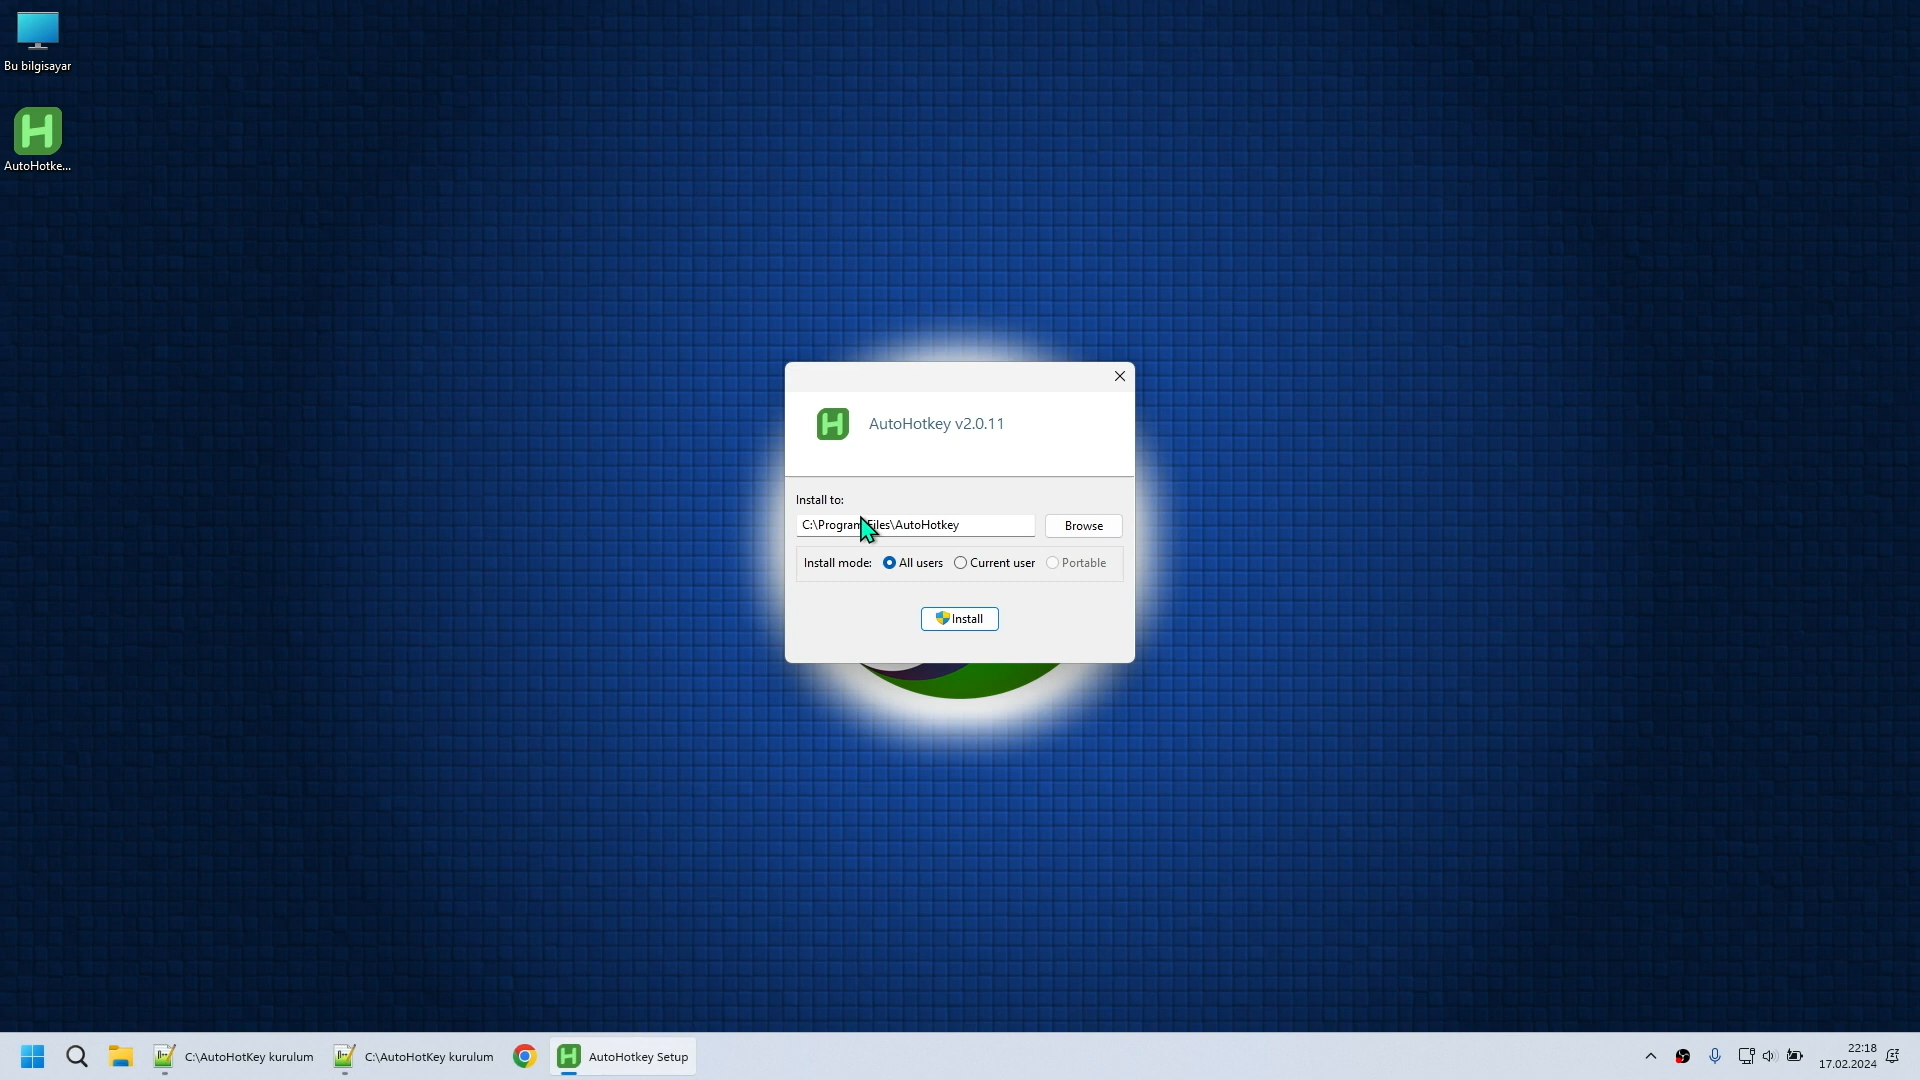 Bu bilgisayar
AutoHotke...
AutoHotkey v2.0.11
Install to:
C:\Program Files\AutoHotkey
Browse
Install mode:
All users
Current user
Portable
Install
C:\AutoHotKey kurulum
C:\AutoHotKey kurulum
AutoHotkey Setup
22:18
17.02.2024